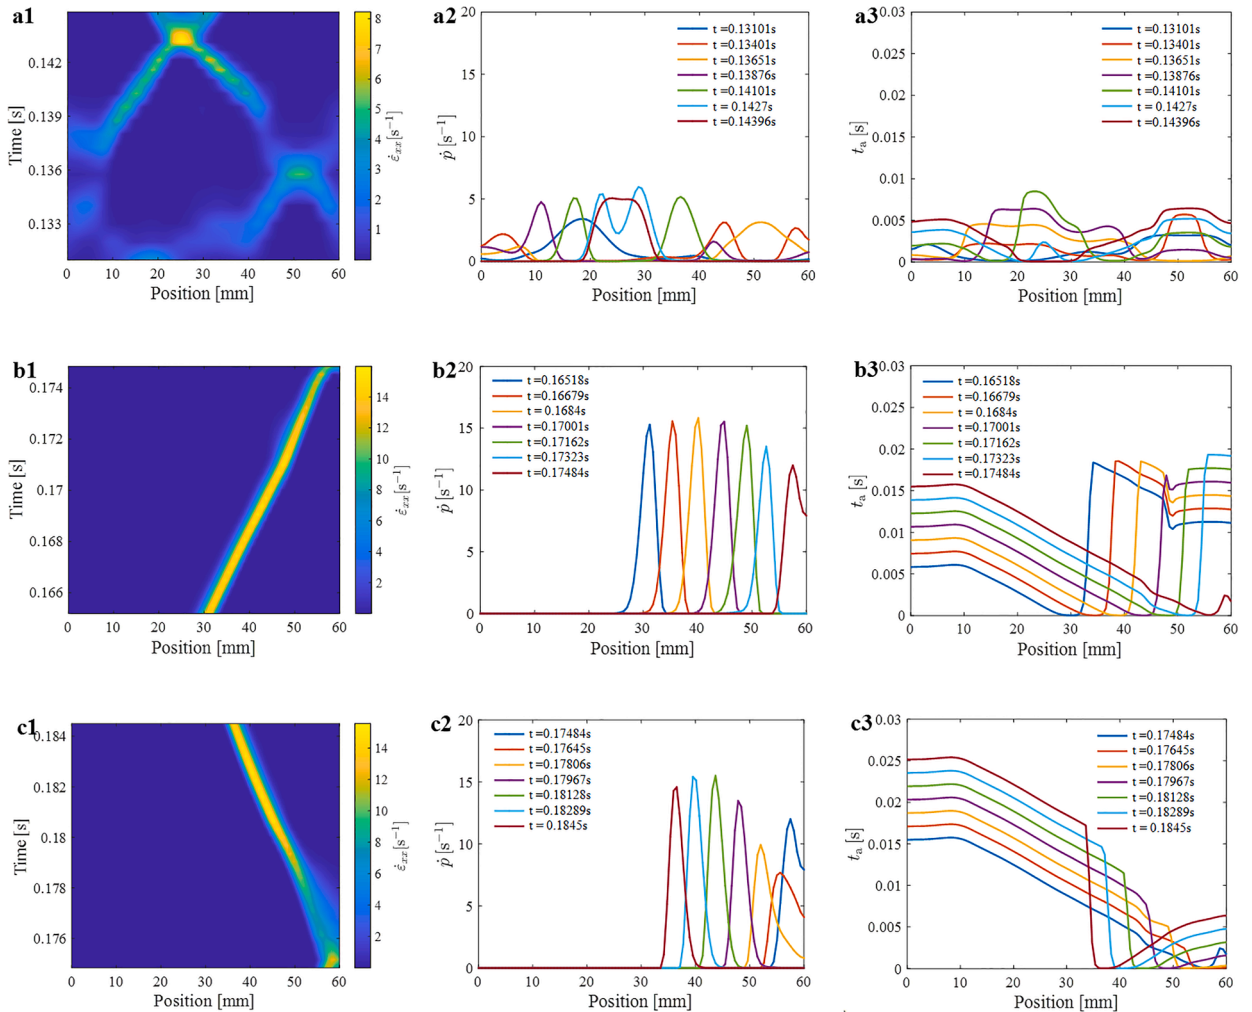 a1
0.142
0.139
0.136
0.133
Time [s]
0 10 20 30 40 50 60
Position [mm]
8
7
6
5
4
3
2
1
ε̇xx[s−1]
a2
20
15
10
5
0
ṗ [s−1]
t =0.13101s
t =0.13401s
t =0.13651s
t =0.13876s
t =0.14101s
t = 0.1427s
t =0.14396s
0 10 20 30 40 50 60
Position [mm]
a3
0.03
0.025
0.02
0.015
0.01
0.005
0
ta [s]
t =0.13101s
t =0.13401s
t =0.13651s
t =0.13876s
t =0.14101s
t = 0.1427s
t =0.14396s
0 10 20 30 40 50 60
Position [mm]
b1
0.174
0.172
0.17
0.168
0.166
Time [s]
0 10 20 30 40 50 60
Position [mm]
14
12
10
8
6
4
2
ε̇xx[s−1]
b2
20
15
10
5
0
ṗ [s−1]
t =0.16518s
t =0.16679s
t = 0.1684s
t =0.17001s
t =0.17162s
t =0.17323s
t =0.17484s
0 10 20 30 40 50 60
Position [mm]
b3
0.03
0.025
0.02
0.015
0.01
0.005
0
ta [s]
t =0.16518s
t =0.16679s
t = 0.1684s
t =0.17001s
t =0.17162s
t =0.17323s
t =0.17484s
0 10 20 30 40 50 60
Position [mm]
c1
0.184
0.182
0.18
0.178
0.176
Time [s]
0 10 20 30 40 50 60
Position [mm]
14
12
10
8
6
4
2
ε̇xx[s−1]
c2
20
15
10
5
0
ṗ [s−1]
t =0.17484s
t =0.17645s
t =0.17806s
t =0.17967s
t =0.18128s
t =0.18289s
t = 0.1845s
0 10 20 30 40 50 60
Position [mm]
c3
0.03
0.025
0.02
0.015
0.01
0.005
0
ta [s]
t =0.17484s
t =0.17645s
t =0.17806s
t =0.17967s
t =0.18128s
t =0.18289s
t = 0.1845s
0 10 20 30 40 50 60
Position [mm]